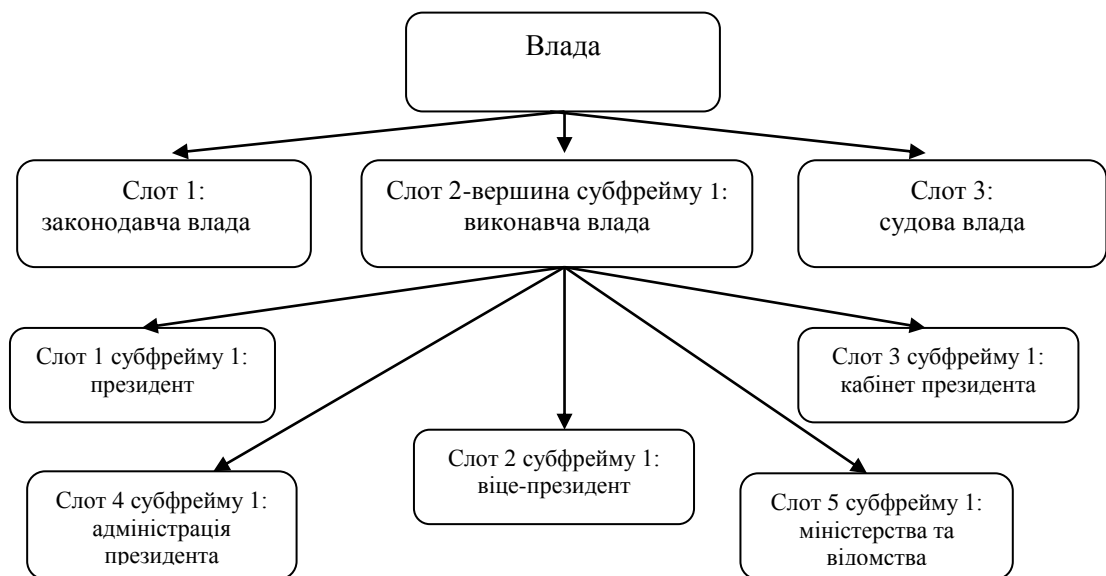 Влада
Слот 1:
законодавча влада
Слот 2-вершина субфрейму 1:
виконавча влада
Слот 3:
судова влада
Слот 1 субфрейму 1:
президент
Слот 3 субфрейму 1:
кабінет президента
Слот 4 субфрейму 1:
адміністрація
президента
Слот 2 субфрейму 1:
віце-президент
Слот 5 субфрейму 1:
міністерства та
відомства